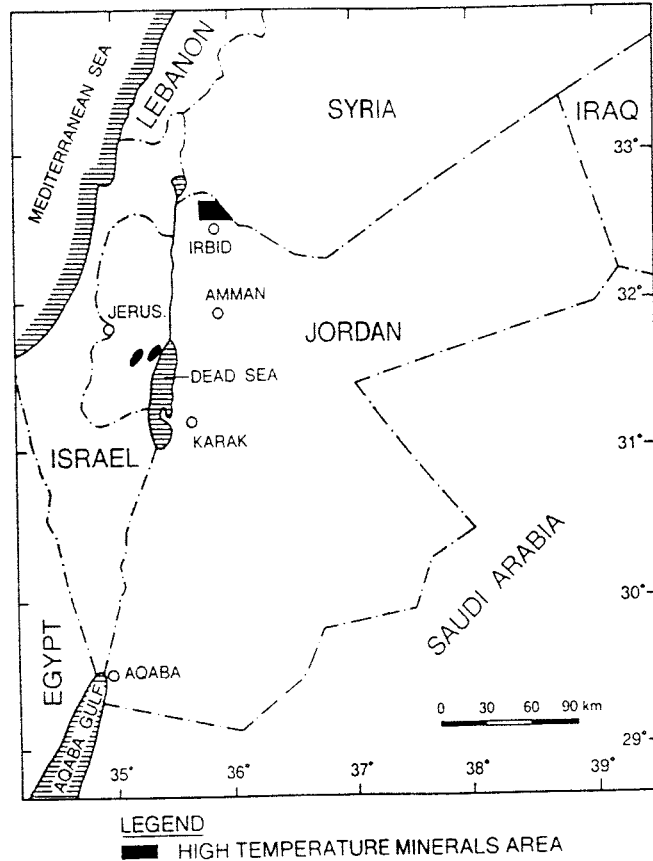 MEDITERRANEAN SEA
LEBANON
SYRIA
IRAQ
33°
IRBID
JERUS.
AMMAN
32°
JORDAN
DEAD SEA
KARAK
ISRAEL
31°
SAUDI ARABIA
30°
EGYPT
AQABA
AQABA GULF
0 30 60 90 km
29°
35° 36° 37° 38° 39°
LEGEND
HIGH TEMPERATURE MINERALS AREA